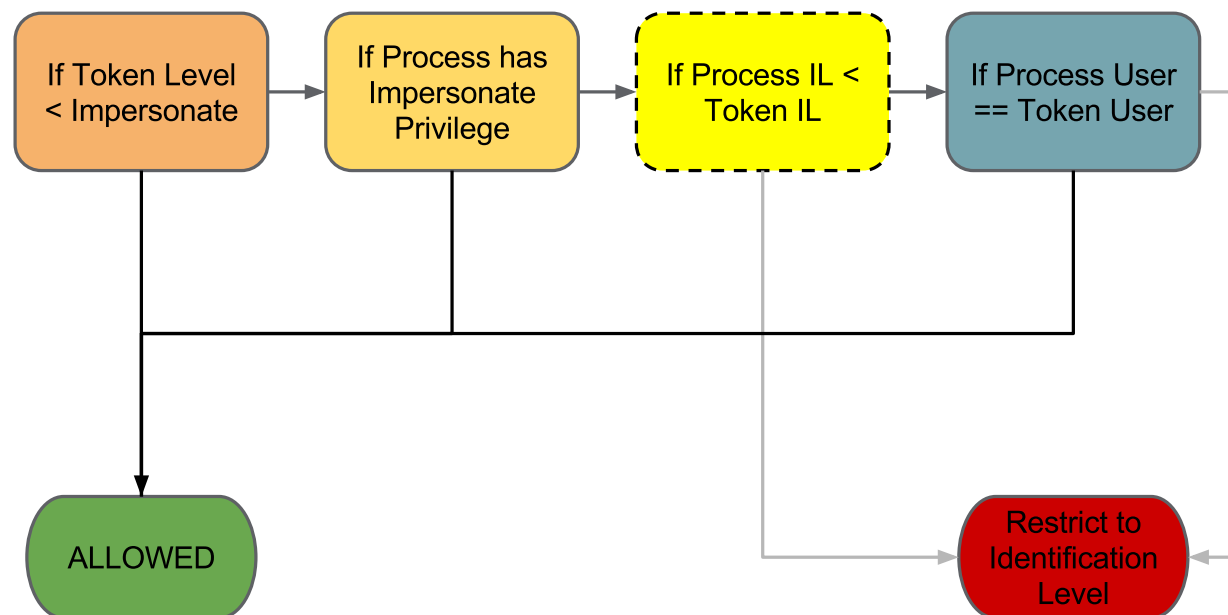 If Token Level
< Impersonate
If Process has
Impersonate
Privilege
If Process IL <
Token IL
If Process User
== Token User
ALLOWED
Restrict to
Identification
Level